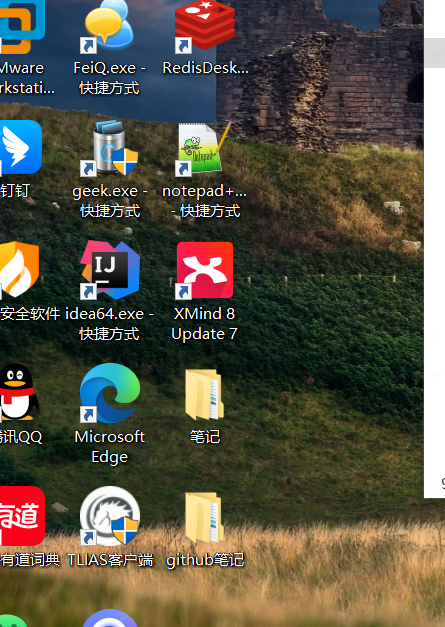 Mware
rkstati...
FeiQ.exe -
快捷方式
RedisDesk...
钉钉
geek.exe -
快捷方式
notepad+...
- 快捷方式
安全软件
idea64.exe -
快捷方式
XMind 8
Update 7
讯QQ
Microsoft
Edge
笔记
有道
有道词典
TLIAS客户端
github笔记
IJ
Notepad++